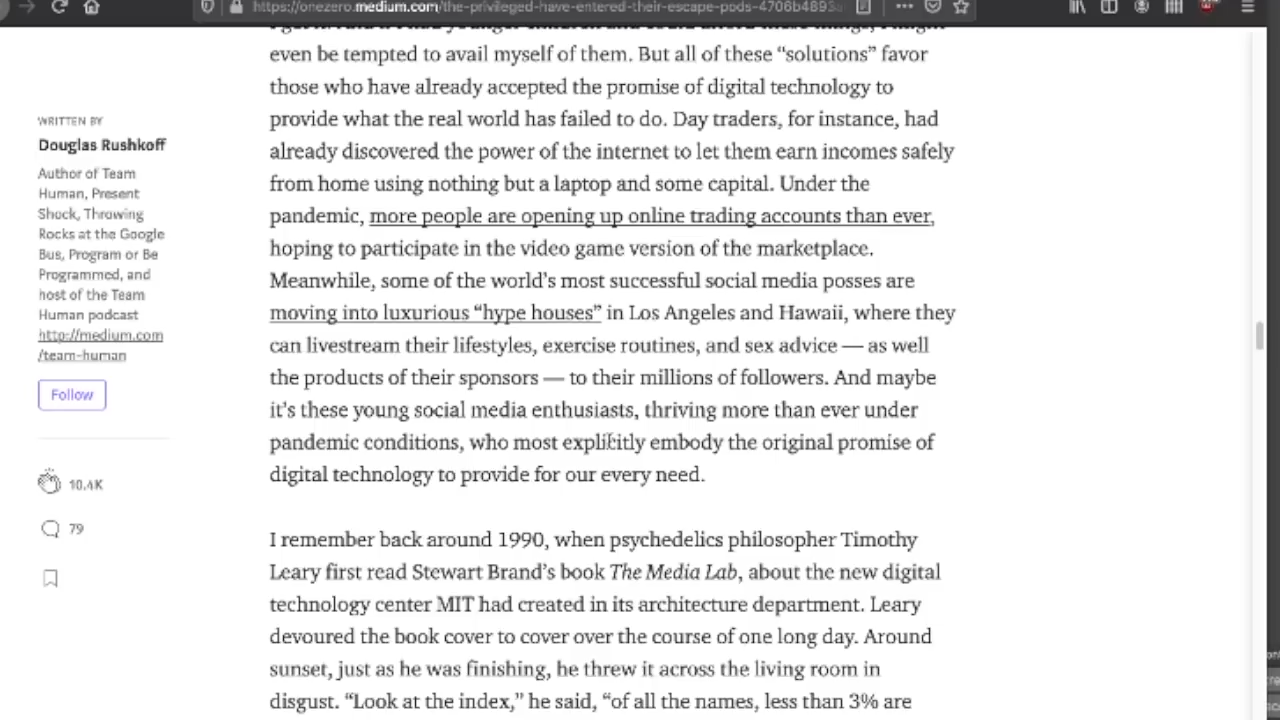 https://onezero.medium.com/the-privileged-have-entered-their-escape-pods-4706b4893
even be tempted to avail myself of them. But all of these “solutions” favor
those who have already accepted the promise of digital technology to
provide what the real world has failed to do. Day traders, for instance, had
already discovered the power of the internet to let them earn incomes safely
from home using nothing but a laptop and some capital. Under the
pandemic, more people are opening up online trading accounts than ever,
hoping to participate in the video game version of the marketplace.
Meanwhile, some of the world’s most successful social media posses are
moving into luxurious “hype houses” in Los Angeles and Hawaii, where they
can livestream their lifestyles, exercise routines, and sex advice — as well
the products of their sponsors — to their millions of followers. And maybe
it’s these young social media enthusiasts, thriving more than ever under
pandemic conditions, who most explicitly embody the original promise of
digital technology to provide for our every need.
I remember back around 1990, when psychedelics philosopher Timothy
Leary first read Stewart Brand’s book The Media Lab, about the new digital
technology center MIT had created in its architecture department. Leary
devoured the book cover to cover over the course of one long day. Around
sunset, just as he was finishing, he threw it across the living room in
disgust. “Look at the index,” he said, “of all the names, less than 3% are
WRITTEN BY
Douglas Rushkoff
Author of Team
Human, Present
Shock, Throwing
Rocks at the Google
Bus, Program or Be
Programmed, and
host of the Team
Human podcast
http://medium.com
/team-human
Follow
10.4K
79